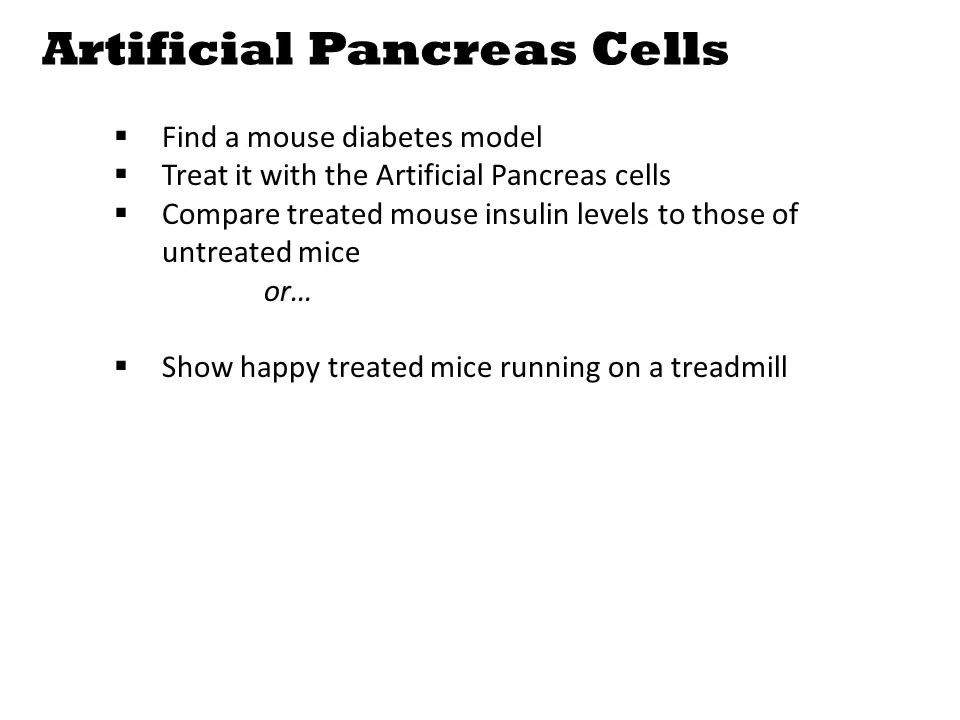 Artificial Pancreas Cells
▪ Find a mouse diabetes model
▪ Treat it with the Artificial Pancreas cells
▪ Compare treated mouse insulin levels to those of
untreated mice
or…
▪ Show happy treated mice running on a treadmill